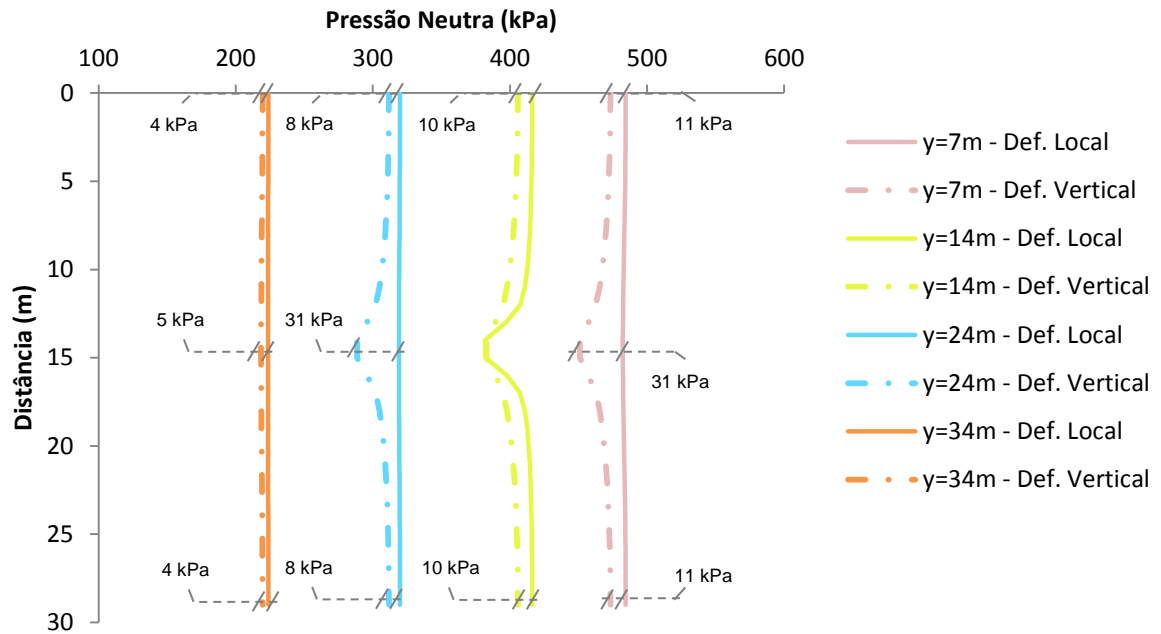 Pressão Neutra (kPa)
100 200 300 400 500 600
0
4 kPa 8 kPa 10 kPa 11 kPa
5
10
5 kPa 31 kPa
15
31 kPa
20
25
4 kPa 8 kPa 10 kPa 11 kPa
30
Distância (m)
y=7m - Def. Local
y=7m - Def. Vertical
y=14m - Def. Local
y=14m - Def. Vertical
y=24m - Def. Local
y=24m - Def. Vertical
y=34m - Def. Local
y=34m - Def. Vertical